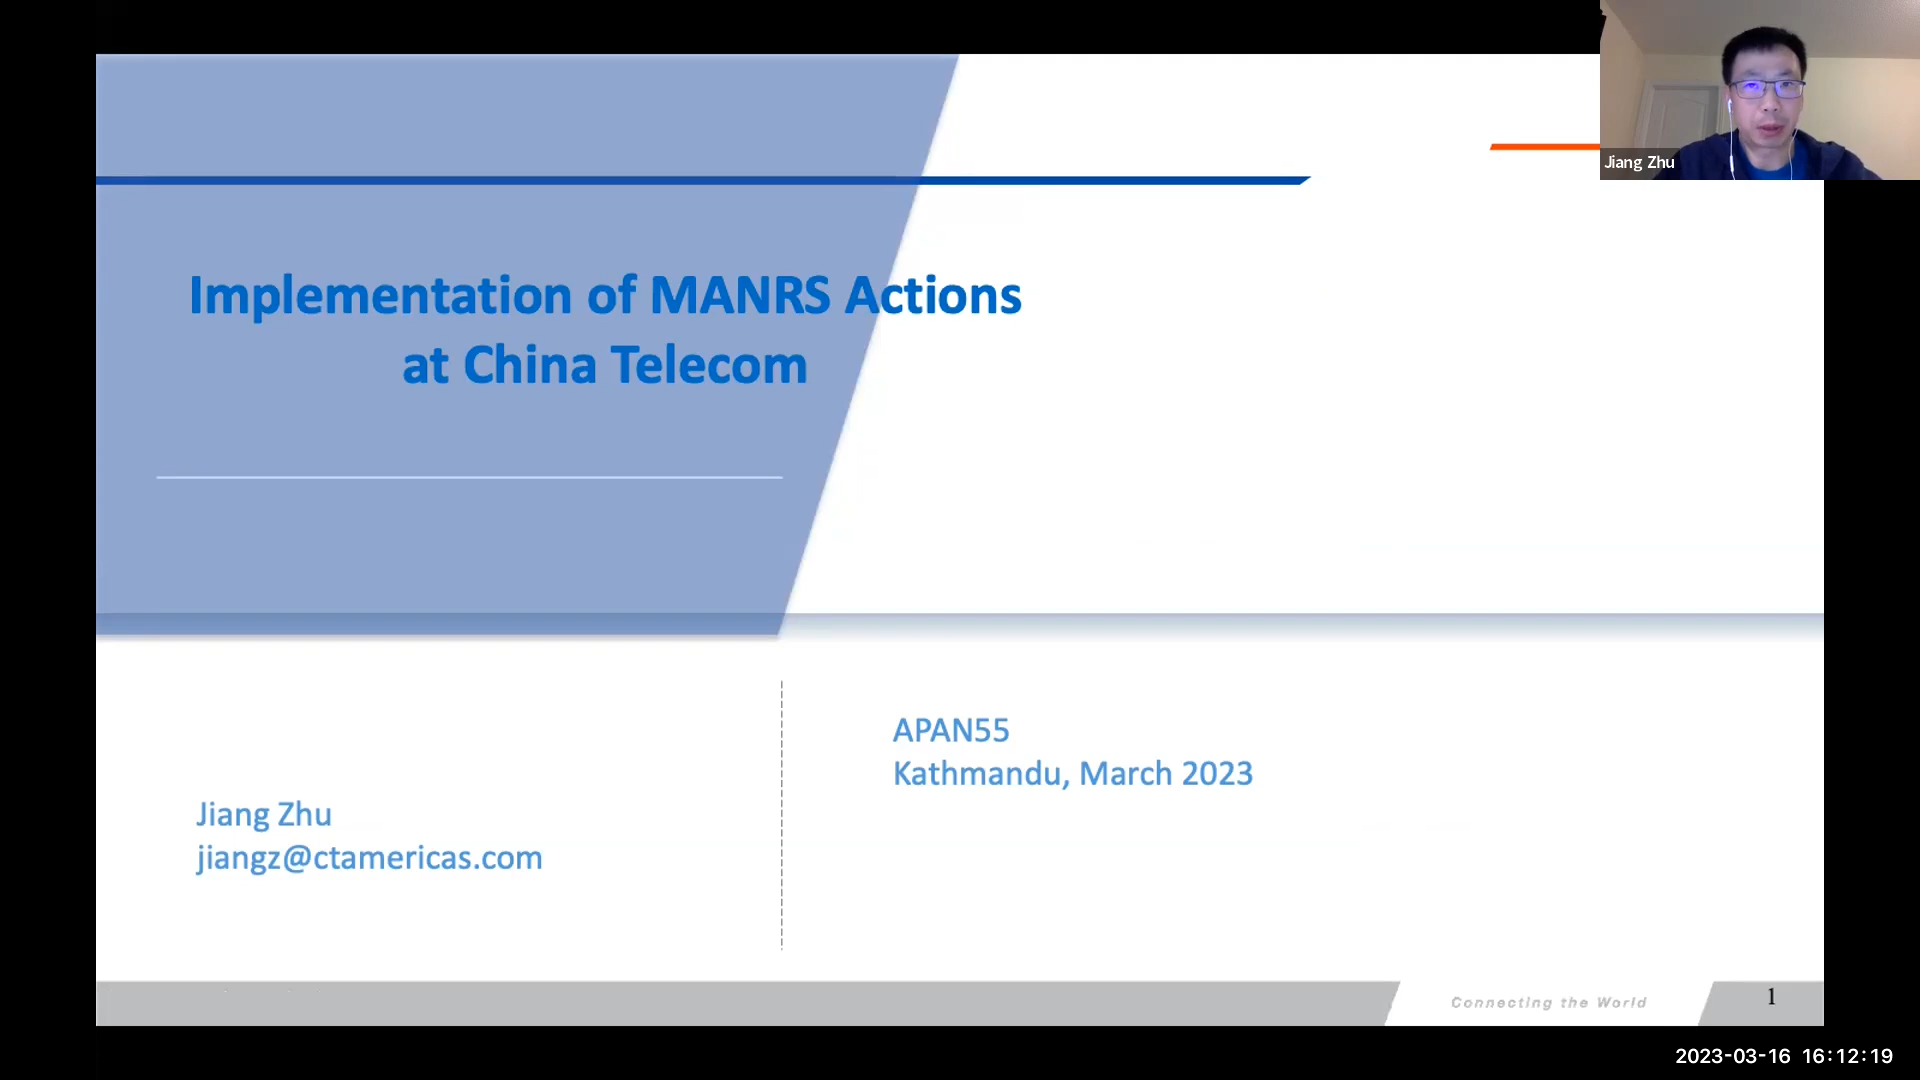 Jiang Zhu
Implementation of MANRS Actions
at China Telecom
APAN55
Kathmandu, March 2023
Jiang Zhu
jiangz@ctamericas.com
Connecting the World
1
2023-03-16 16:12:19